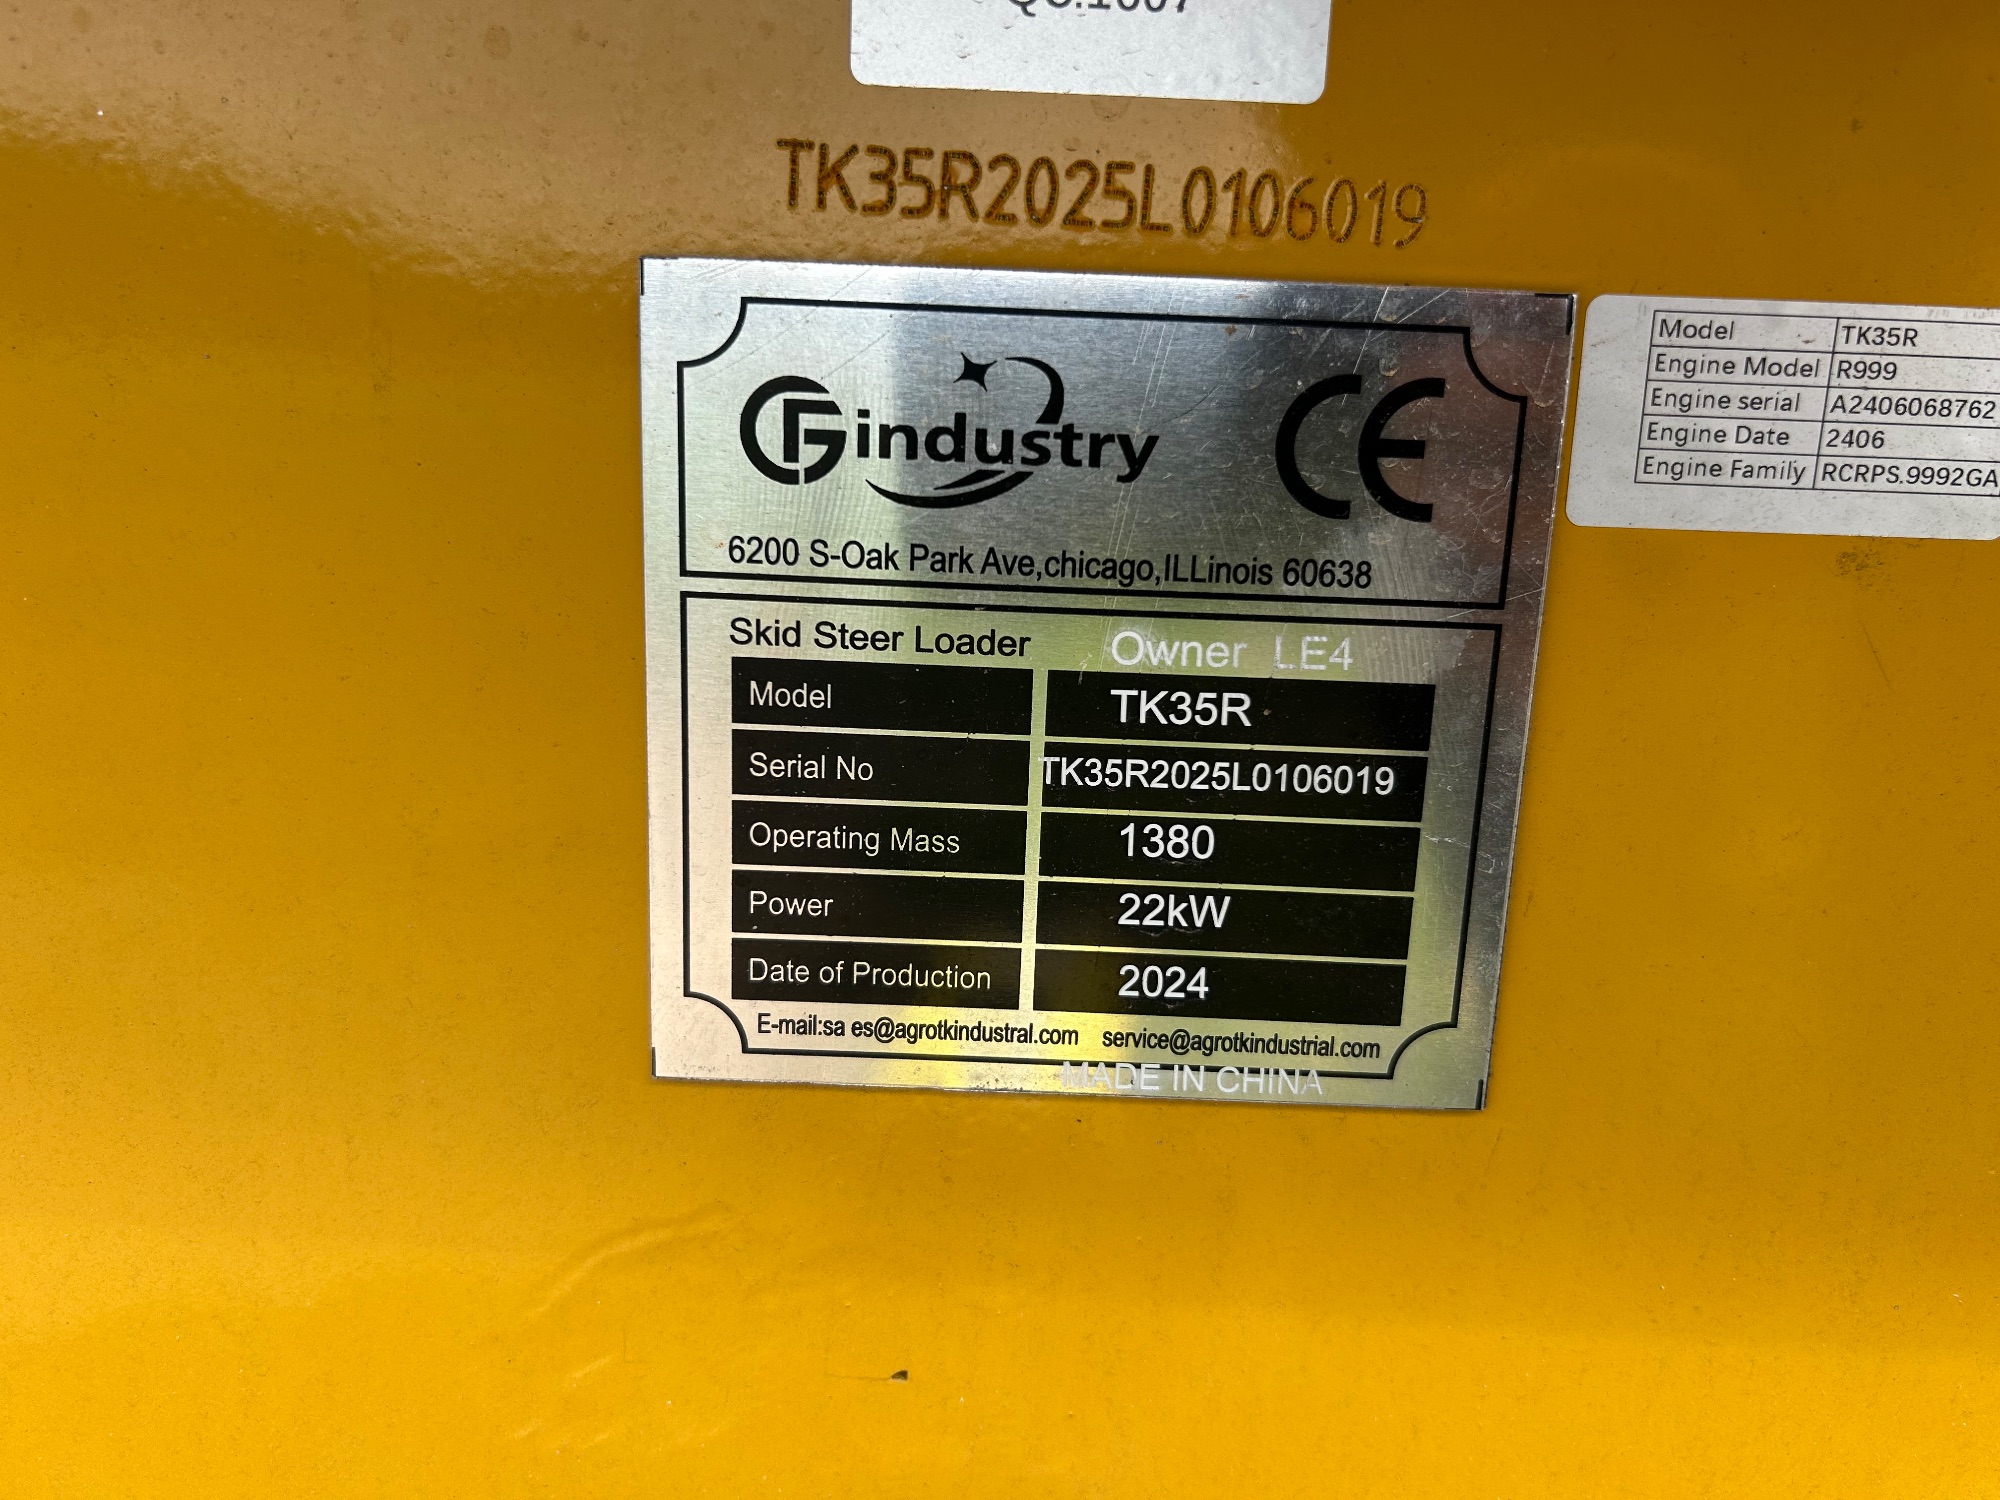 TK35R2025L0106019
GFindustry CE
6200 S-Oak Park Ave,chicago,ILLinois 60638
Skid Steer Loader Owner LE4
Model TK35R
Serial No TK35R2025L0106019
Operating Mass 1380
Power 22kW
Date of Production 2024
E-mail:sa es@agrotkindustral.com service@agrotkindustrial.com
MADE IN CHINA
Model TK35R
Engine Model R999
Engine serial A2406068762
Engine Date 2406
Engine Family RCRPS.9992GA